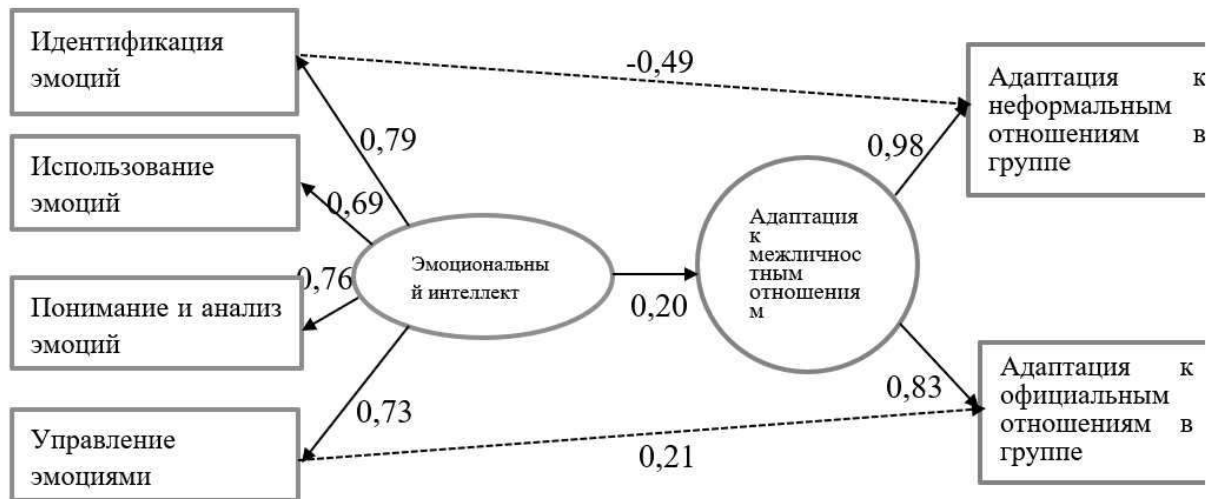 Идентификация
эмоций
-0,49
Адаптация к
неформальным
отношениям в
группе
0,79
0,98
Использование
эмоций
0,69
Адаптация
к
межличнос
тным
отношения
м
Эмоциональны
й интеллект
0,76
0,20
Понимание и анализ
эмоций
0,83
Адаптация к
официальным
отношениям в
группе
0,73
Управление
эмоциями
0,21